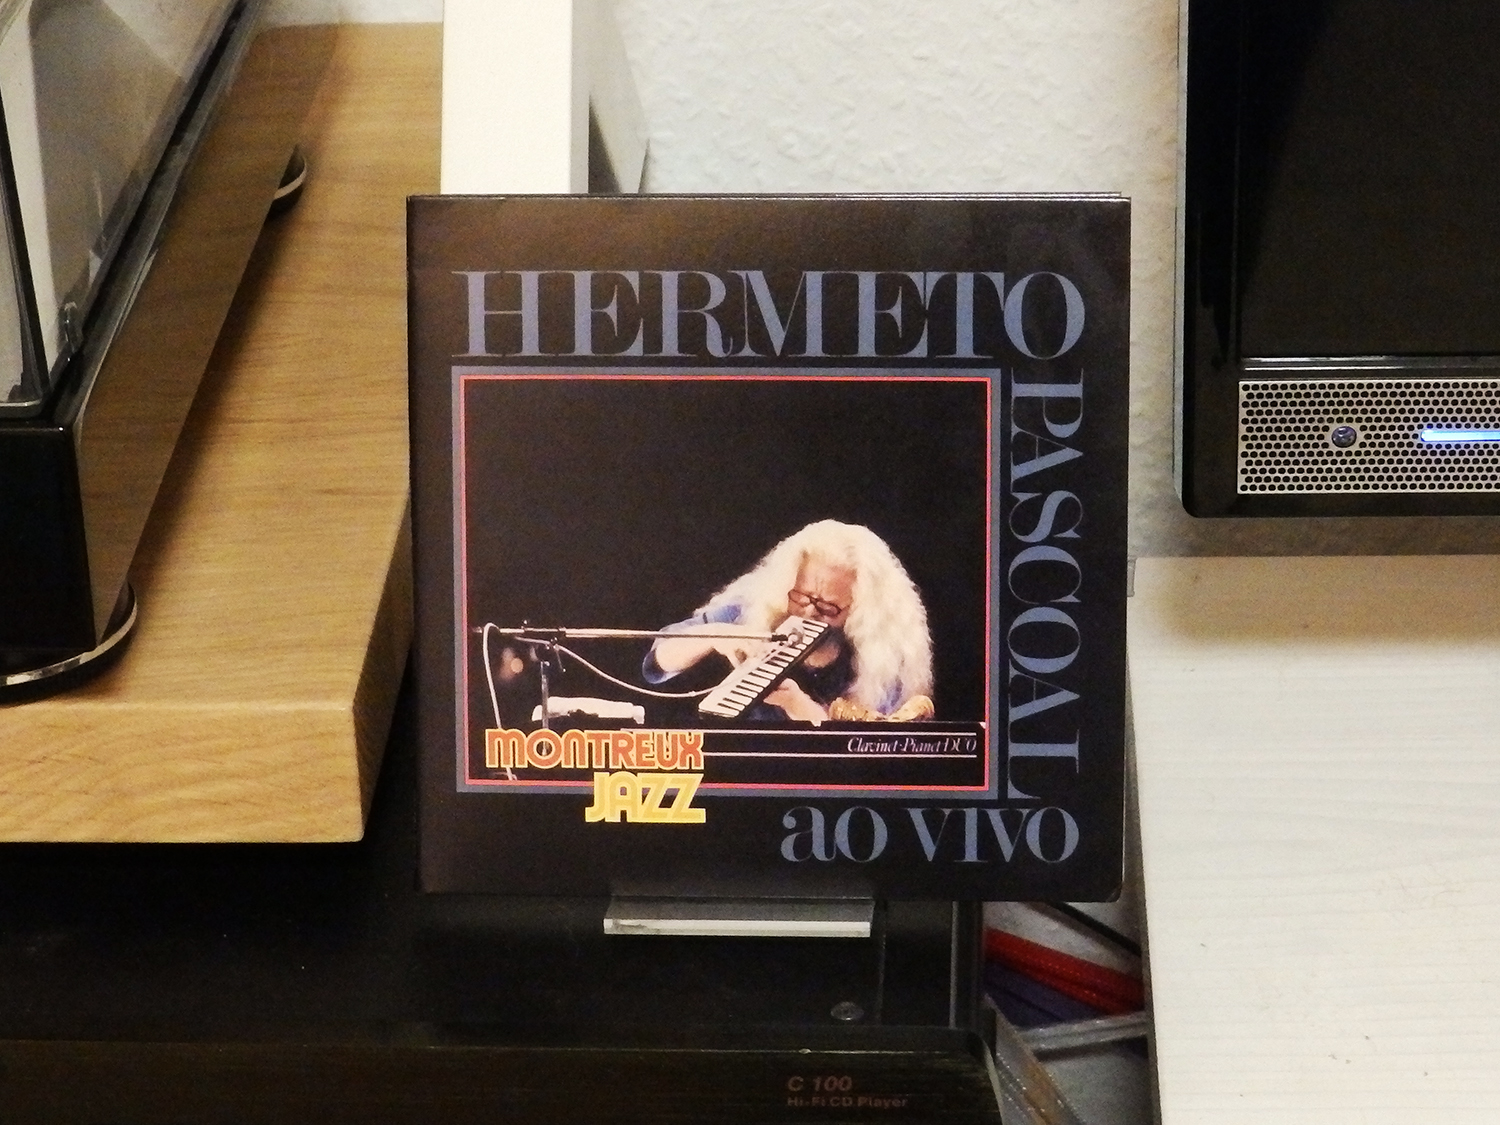 HERMETO
PASCOAL
MONTREUX
JAZZ
Clavinet-Pianet DUO
ao vivo
C 100
Hi-Fi CD Player